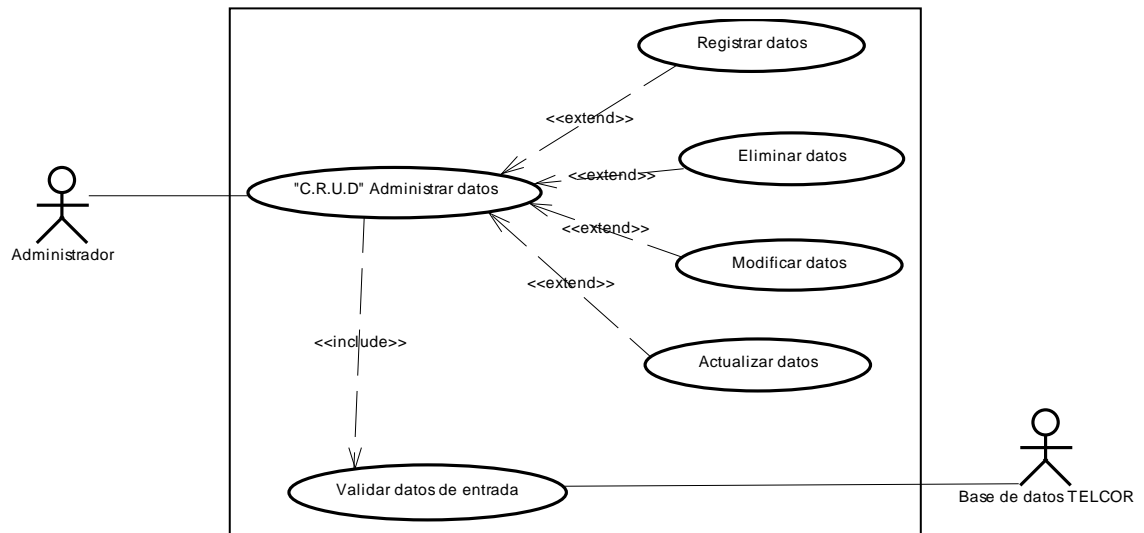 Registrar datos
<<extend>>
Eliminar datos
<<extend>>
"C.R.U.D" Administrar datos
<<extend>>
Modificar datos
Administrador
<<extend>>
<<include>>
Actualizar datos
Validar datos de entrada
Base de datos TELCOR